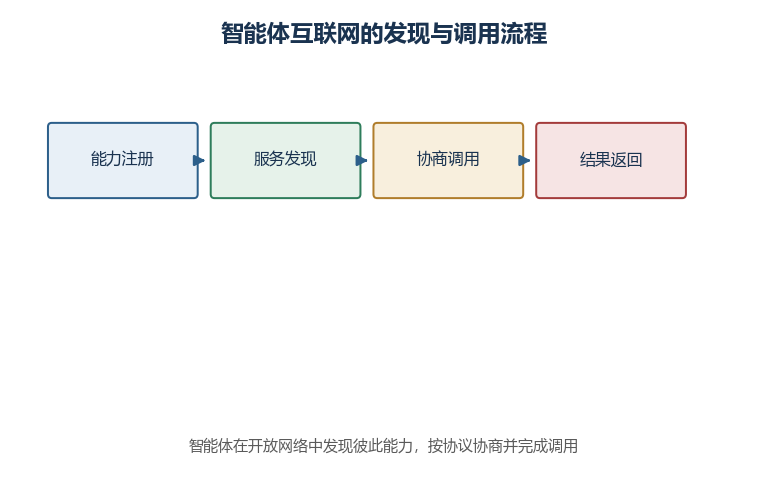 智能体互联网的发现与调用流程
能力注册
服务发现
协商调用
结果返回
智能体在开放网络中发现彼此能力，按协议协商并完成调用